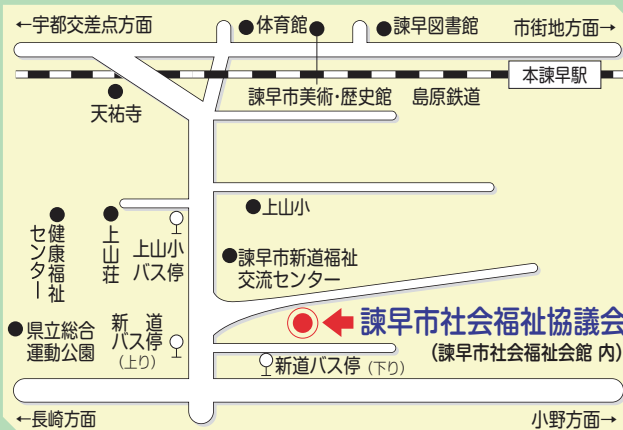 ←宇都交差点方面
体育館
諫早図書館
市街地方面→
本諫早駅
天祐寺
諫早市美術・歴史館
島原鉄道
上山小
健康福祉
センター
上山荘
上山小
バス停
諫早市新道福祉
交流センター
県立総合
運動公園
新道
バス停
(上り)
諫早市社会福祉協議会
(諫早市社会福祉会館 内)
新道バス停 (下り)
←長崎方面
小野方面→